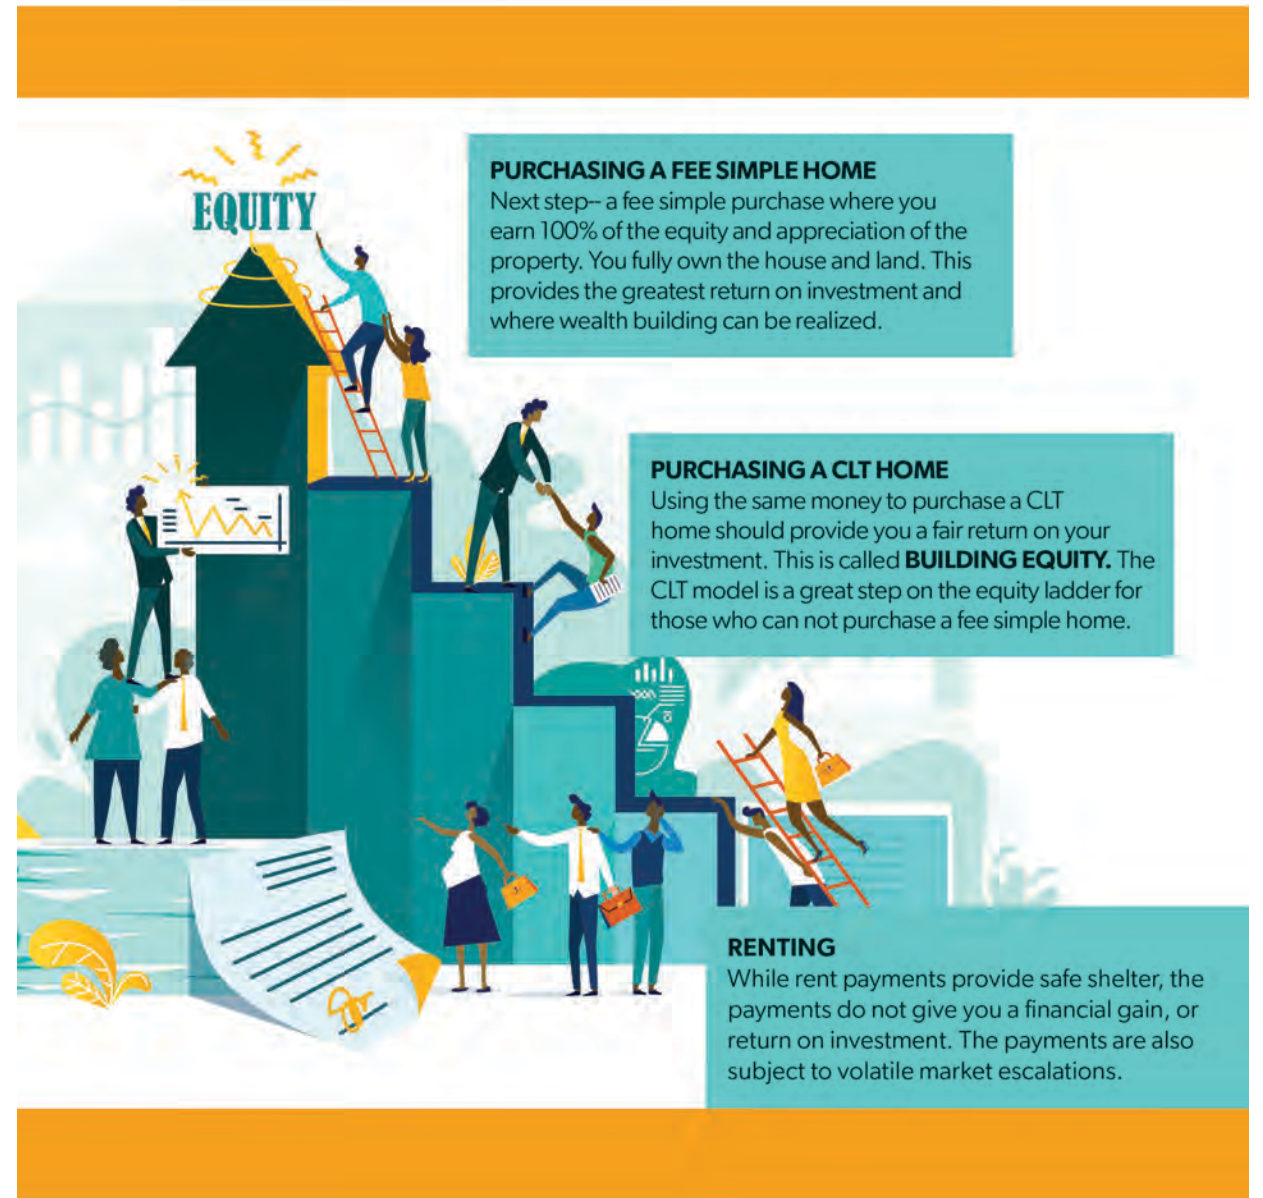 EQUITY
PURCHASING A FEE SIMPLE HOME
Next step-- a fee simple purchase where you
earn 100% of the equity and appreciation of the
property. You fully own the house and land. This
provides the greatest return on investment and
where wealth building can be realized.
PURCHASING A CLT HOME
Using the same money to purchase a CLT
home should provide you a fair return on your
investment. This is called BUILDING EQUITY. The
CLT model is a great step on the equity ladder for
those who can not purchase a fee simple home.
RENTING
While rent payments provide safe shelter, the
payments do not give you a financial gain, or
return on investment. The payments are also
subject to volatile market escalations.